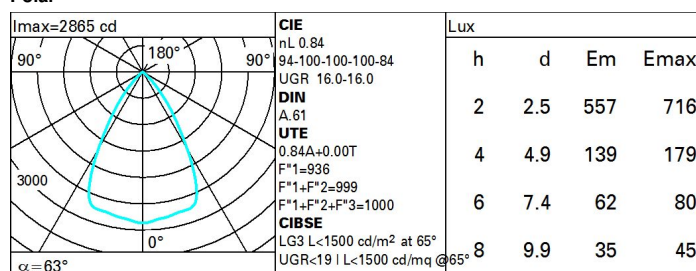 Imax=2865 cd
90° 180° 90°
3000
0°
α=63°
CIE
nL 0.84
94-100-100-100-84
UGR 16.0-16.0
DIN
A.61
UTE
0.84A+0.00T
F"1=936
F"1+F"2=999
F"1+F"2+F"3=1000
CIBSE
LG3 L<1500 cd/m² at 65°
UGR<19 | L<1500 cd/mq @65°
Lux
h d Em Emax
2 2.5 557 716
4 4.9 139 179
6 7.4 62 80
8 9.9 35 45